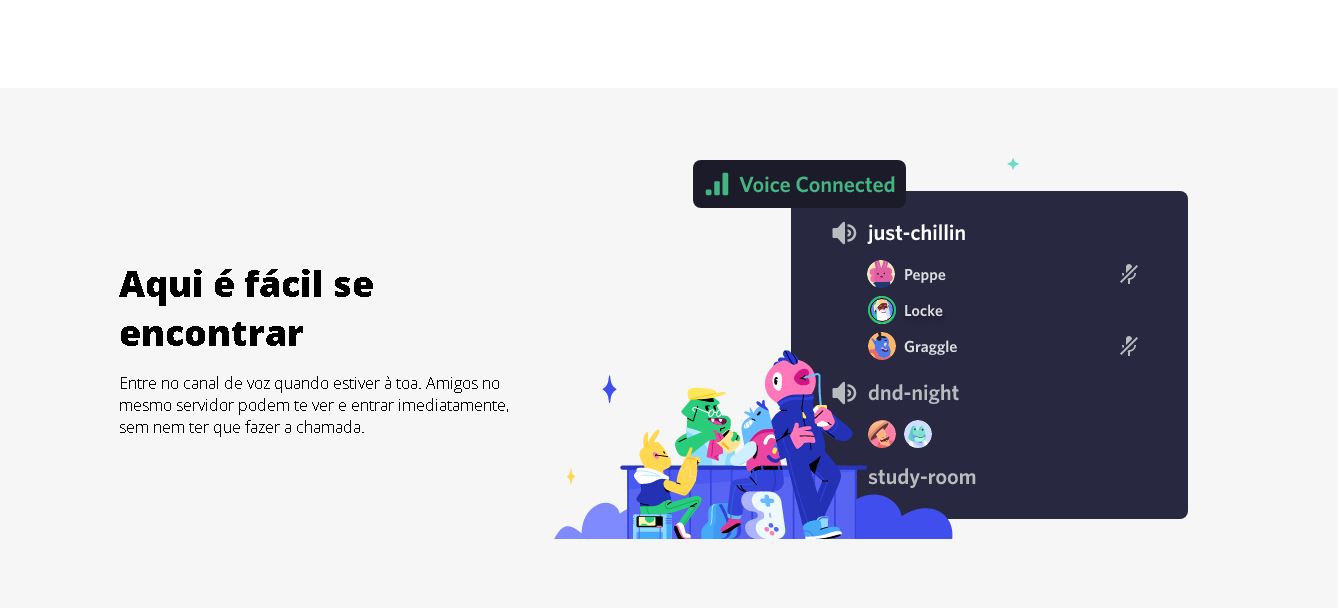 Aqui é fácil se
encontrar
Entre no canal de voz quando estiver à toa. Amigos no
mesmo servidor podem te ver e entrar imediatamente,
sem nem ter que fazer a chamada.
Voice Connected
just-chillin
Peppe
Locke
Graggle
dnd-night
study-room